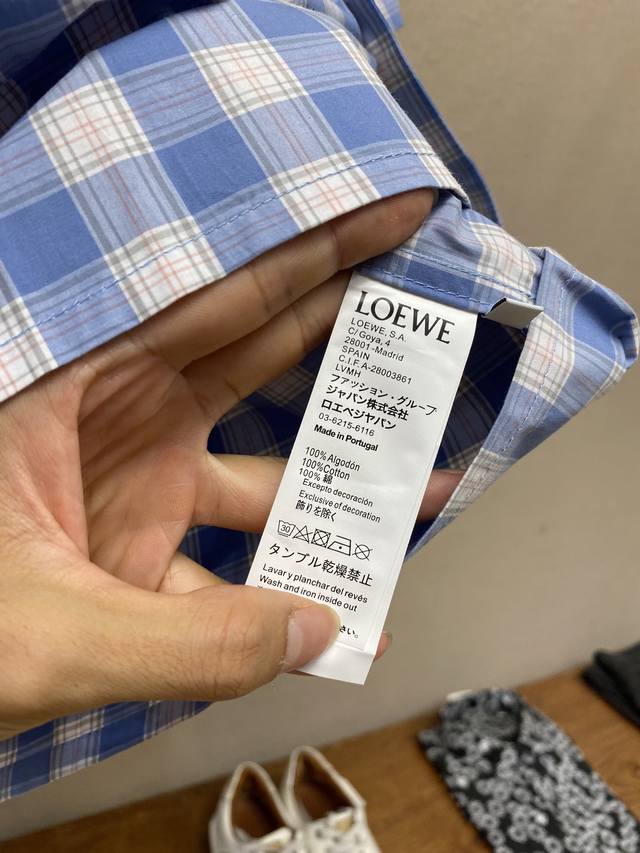 LOEWE
LOEWE, S.A.
C/Goya, 4
28001-Madrid
SPAIN
C.I.F.A-28003861
LVMH
ファッション・グループ
ジャパン株式会社
ロエベジャパン
03-6215-6116
Made in Portugal
100%Algodón
100%Cotton
100% 綿
Excepto decoración
Exclusive of decoration
飾りを除く
30
タンブル乾燥禁止
Lavar y planchar del revés
Wash and iron inside out
さい。